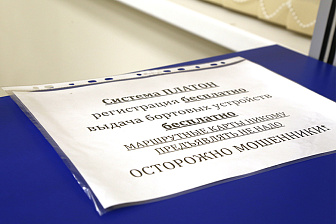 Система ПЛАТОН
регистрация бесплатно
выдача бортовых устройств
бесплатно
МАРШРУТНЫЕ КАРТЫ НИКОМУ
ПРЕДЪЯВЛЯТЬ НЕ НАДО
ОСТОРОЖНО МОШЕННИКИ